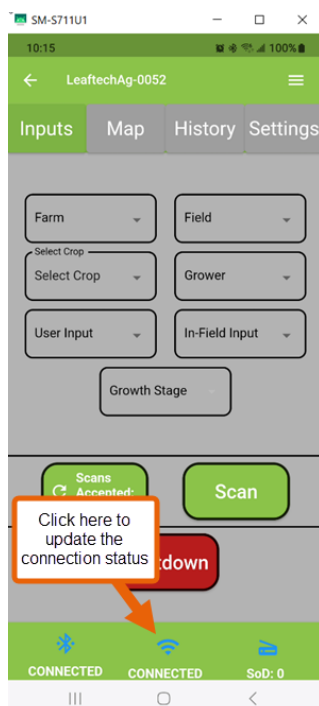 SM-S711U1
10:15
100%
LeaftechAg-0052
Inputs Map History Settings
Farm
Field
Select Crop
Select Crop
Grower
User Input
In-Field Input
Growth Stage
Scans
Accepted:
Scan
Click here to
update the
connection status
down
CONNECTED CONNECTED SoD: 0